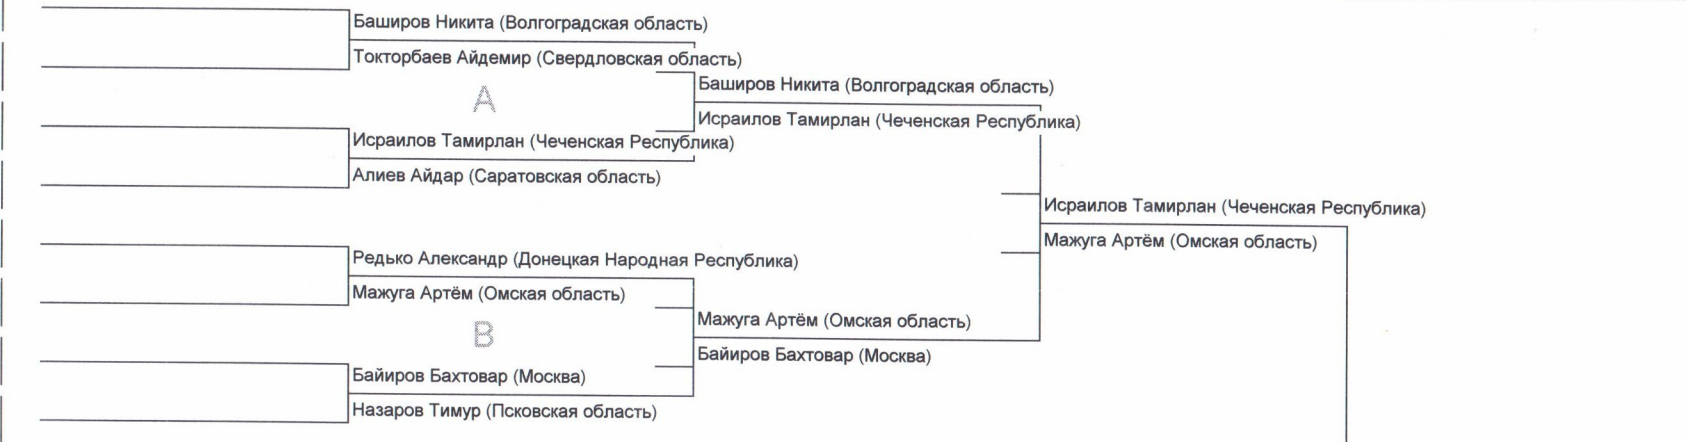 Баширов Никита (Волгоградская область)
Токторбаев Айдемир (Свердловская область)
A
Баширов Никита (Волгоградская область)
Исраилов Тамирлан (Чеченская Республика)
Исраилов Тамирлан (Чеченская Республика)
Алиев Айдар (Саратовская область)
Исраилов Тамирлан (Чеченская Республика)
Мажуга Артём (Омская область)
Редько Александр (Донецкая Народная Республика)
Мажуга Артём (Омская область)
B
Мажуга Артём (Омская область)
Байиров Бахтовар (Москва)
Байиров Бахтовар (Москва)
Назаров Тимур (Псковская область)